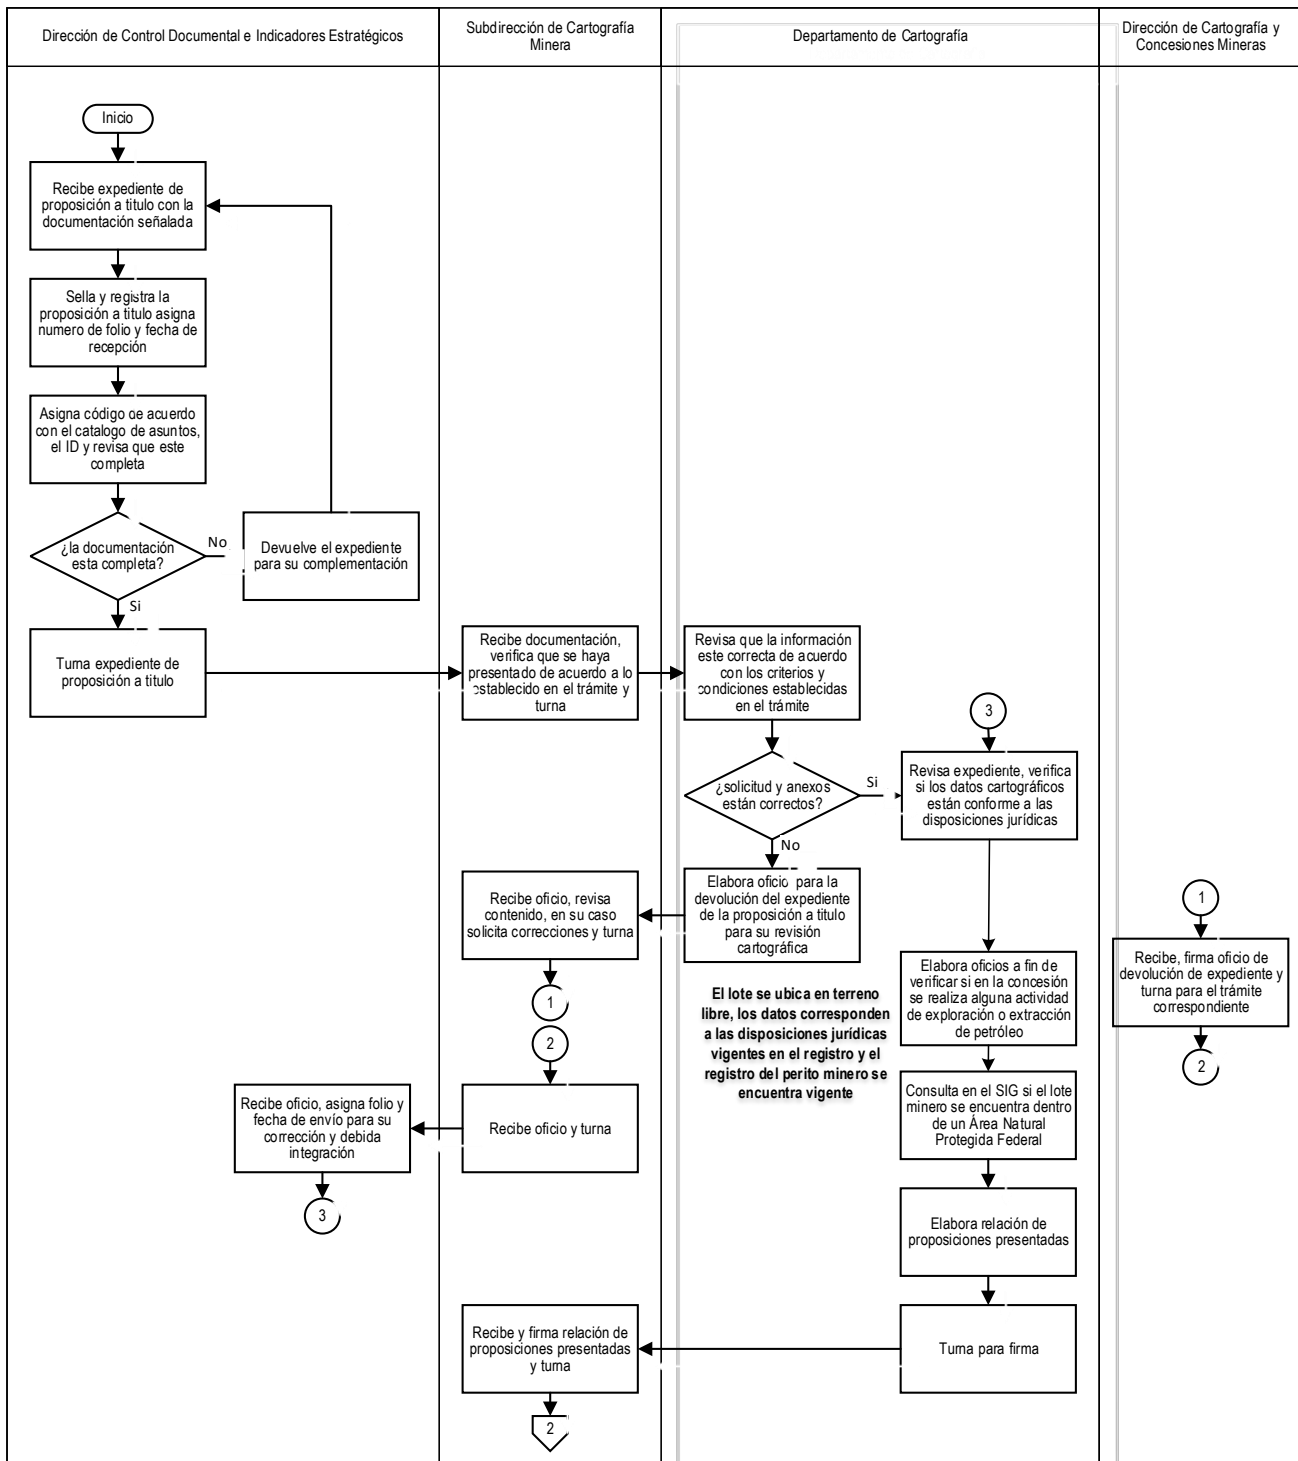 Dirección de Control Documental e Indicadores Estratégicos
Subdirección de Cartografía
Minera
Departamento de Cartografía
Dirección de Cartografía y
Concesiones Mineras
Inicio
Recibe expediente de
proposición a titulo con la
documentación señalada
Sella y registra la
proposición a titulo asigna
numero de folio y fecha de
recepción
Asigna código de acuerdo
con el catalogo de asuntos,
el ID y revisa que este
completa
¿la documentación
esta completa?
No
Devuelve el expediente
para su complementación
Si
Turna expediente de
proposición a titulo
Recibe documentación,
verifica que se haya
presentado de acuerdo a lo
establecido en el trámite y
turna
Revisa que la información
este correcta de acuerdo
con los criterios y
condiciones establecidas
en el trámite
3
¿solicitud y anexos
están correctos?
Si
Revisa expediente, verifica
si los datos cartográficos
están conforme a las
disposiciones jurídicas
No
Recibe oficio, revisa
contenido, en su caso
solicita correcciones y turna
Elabora oficio para la
devolución del expediente
de la proposición a titulo
para su revisión
cartográfica
1
Recibe, firma oficio de
devolución de expediente y
turna para el trámite
correspondiente
2
1
2
El lote se ubica en terreno
libre, los datos corresponden
a las disposiciones jurídicas
vigentes en el registro y el
registro del perito minero se
encuentra vigente
Elabora oficios a fin de
verificar si en la concesión
se realiza alguna actividad
de exploración o extracción
de petróleo
Recibe oficio, asigna folio y
fecha de envío para su
corrección y debida
integración
Recibe oficio y turna
Consulta en el SIG si el lote
minero se encuentra dentro
de un Área Natural
Protegida Federal
3
Elabora relación de
proposiciones presentadas
Recibe y firma relación de
proposiciones presentadas
y turna
Turna para firma
2